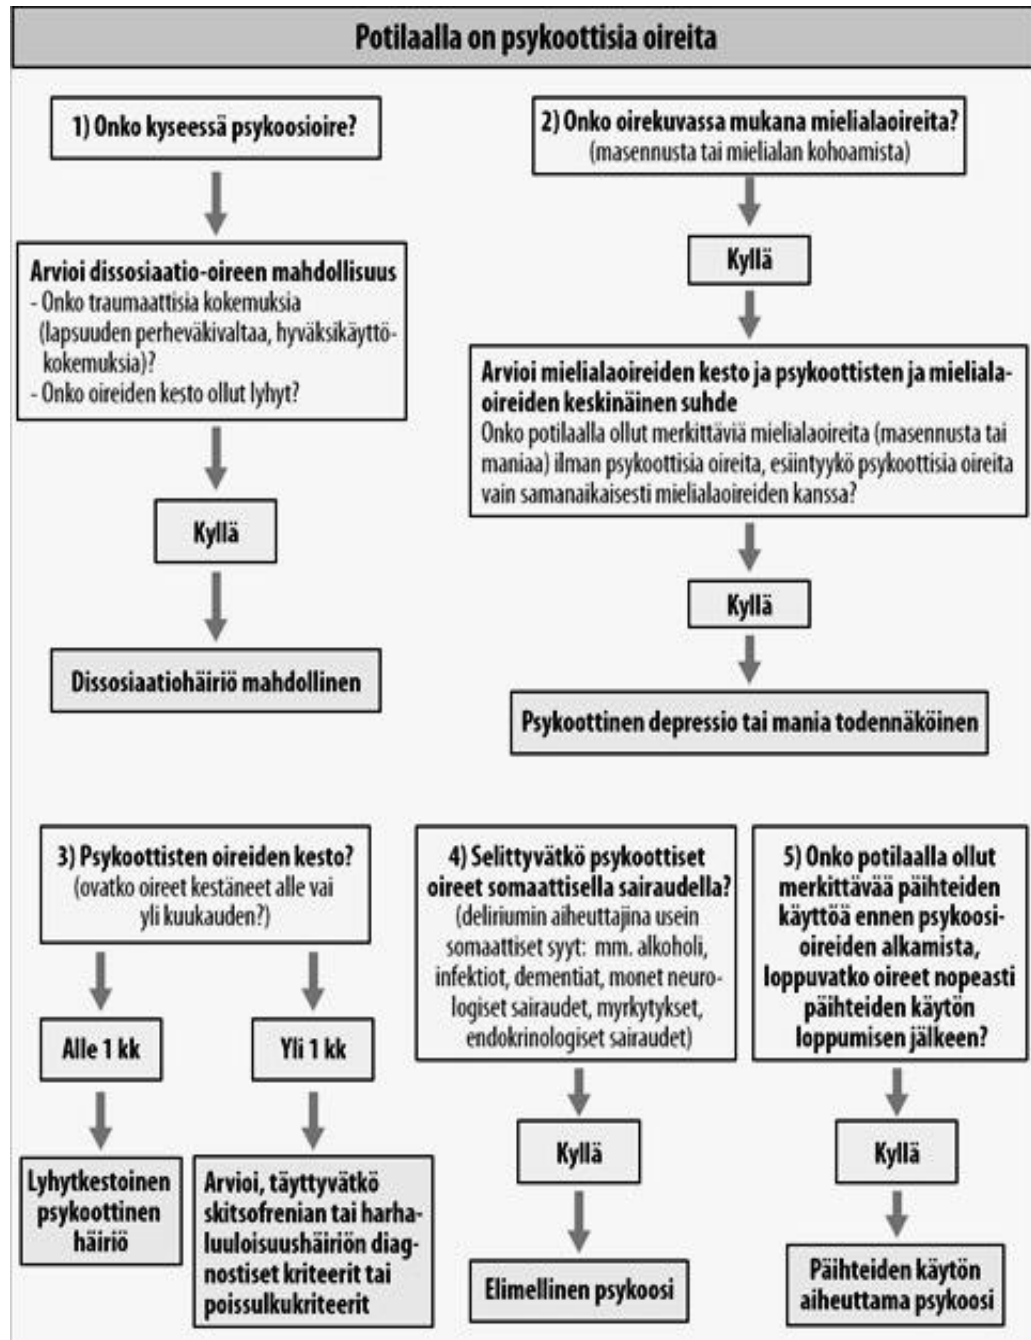 Potilaalla on psykoottisia oireita
1) Onko kyseessä psykoosioire?
Arvioi dissosiaatio-oireen mahdollisuus
- Onko traumaattisia kokemuksia
(lapsuuden perheväkivaltaa, hyväksikäyttö-
kokemuksia)?
- Onko oireiden kesto ollut lyhyt?
Kyllä
Dissosiaatiohäiriö mahdollinen
2) Onko oirekuvassa mukana mielialaoireita?
(masennusta tai mielialan kohoamista)
Kyllä
Arvioi mielialaoireiden kesto ja psykoottisten ja mieliala-
oireiden keskinäinen suhde
Onko potilaalla ollut merkittäviä mielialaoireita (masennusta tai
maniaa) ilman psykoottisia oireita, esiintyykö psykoottisia oireita
vain samanaikaisesti mielialaoireiden kanssa?
Kyllä
Psykoottinen depressio tai mania todennäköinen
3) Psykoottisten oireiden kesto?
(ovatko oireet kestäneet alle vai
yli kuukauden?)
Alle 1 kk
Yli 1 kk
Lyhytkestoinen
psykoottinen
häiriö
Arvioi, täyttyvätkö
skitsofrenian tai harha-
luuloisuushäiriön diag-
nostiset kriteerit tai
poissulkukriteerit
4) Selittyvätkö psykoottiset
oireet somaattisella sairaudella?
(deliriumin aiheuttajina usein
somaattiset syyt: mm. alkoholi,
infektiot, dementiat, monet neuro-
logiset sairaudet, myrkytykset,
endokrinologiset sairaudet)
Kyllä
Elimellinen psykoosi
5) Onko potilaalla ollut
merkittävää päihteiden
käyttöä ennen psykoosi-
oireiden alkamista,
loppuvatko oireet nopeasti
päihteiden käytön
loppumisen jälkeen?
Kyllä
Päihteiden käytön
aiheuttama psykoosi